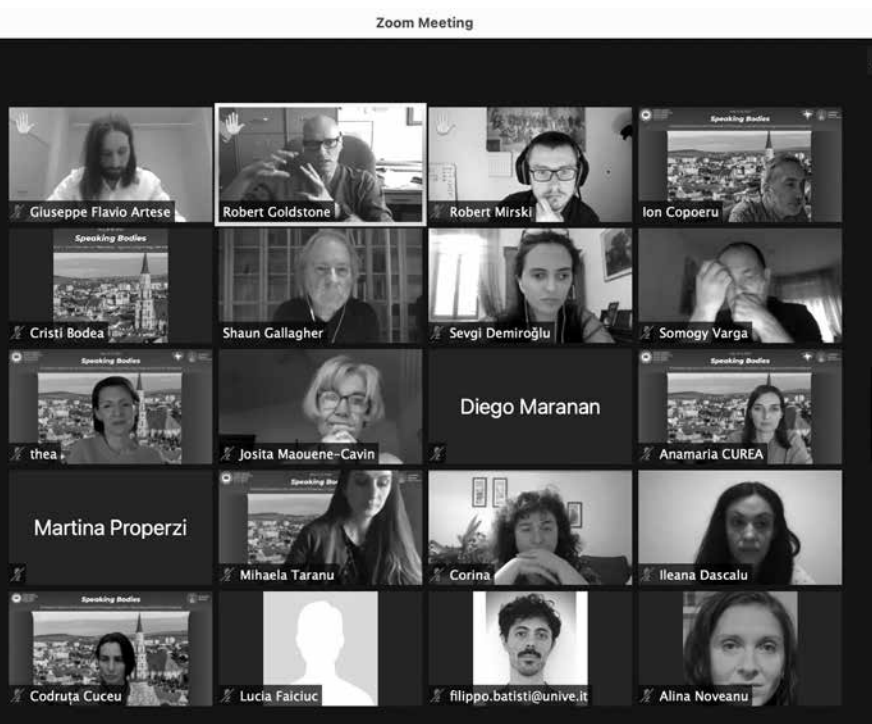 Zoom Meeting
Giuseppe Flavio Artese
Robert Goldstone
Robert Mirski
Speaking Bodies
Ion Copoeru
Speaking Bodies
Cristi Bodea
Shaun Gallagher
Sevgi Demiroğlu
Somogy Varga
Speaking Bodies
thea
Josita Maouene-Cavin
Diego Maranan
Speaking Bodies
Anamaria CUREA
Martina Properzi
Speaking Bo
Mihaela Taranu
Corina
Ileana Dascalu
Speaking Bodies
Codruța Cuceu
Lucia Faiciuc
filippo.batisti@unive.it
Alina Noveanu